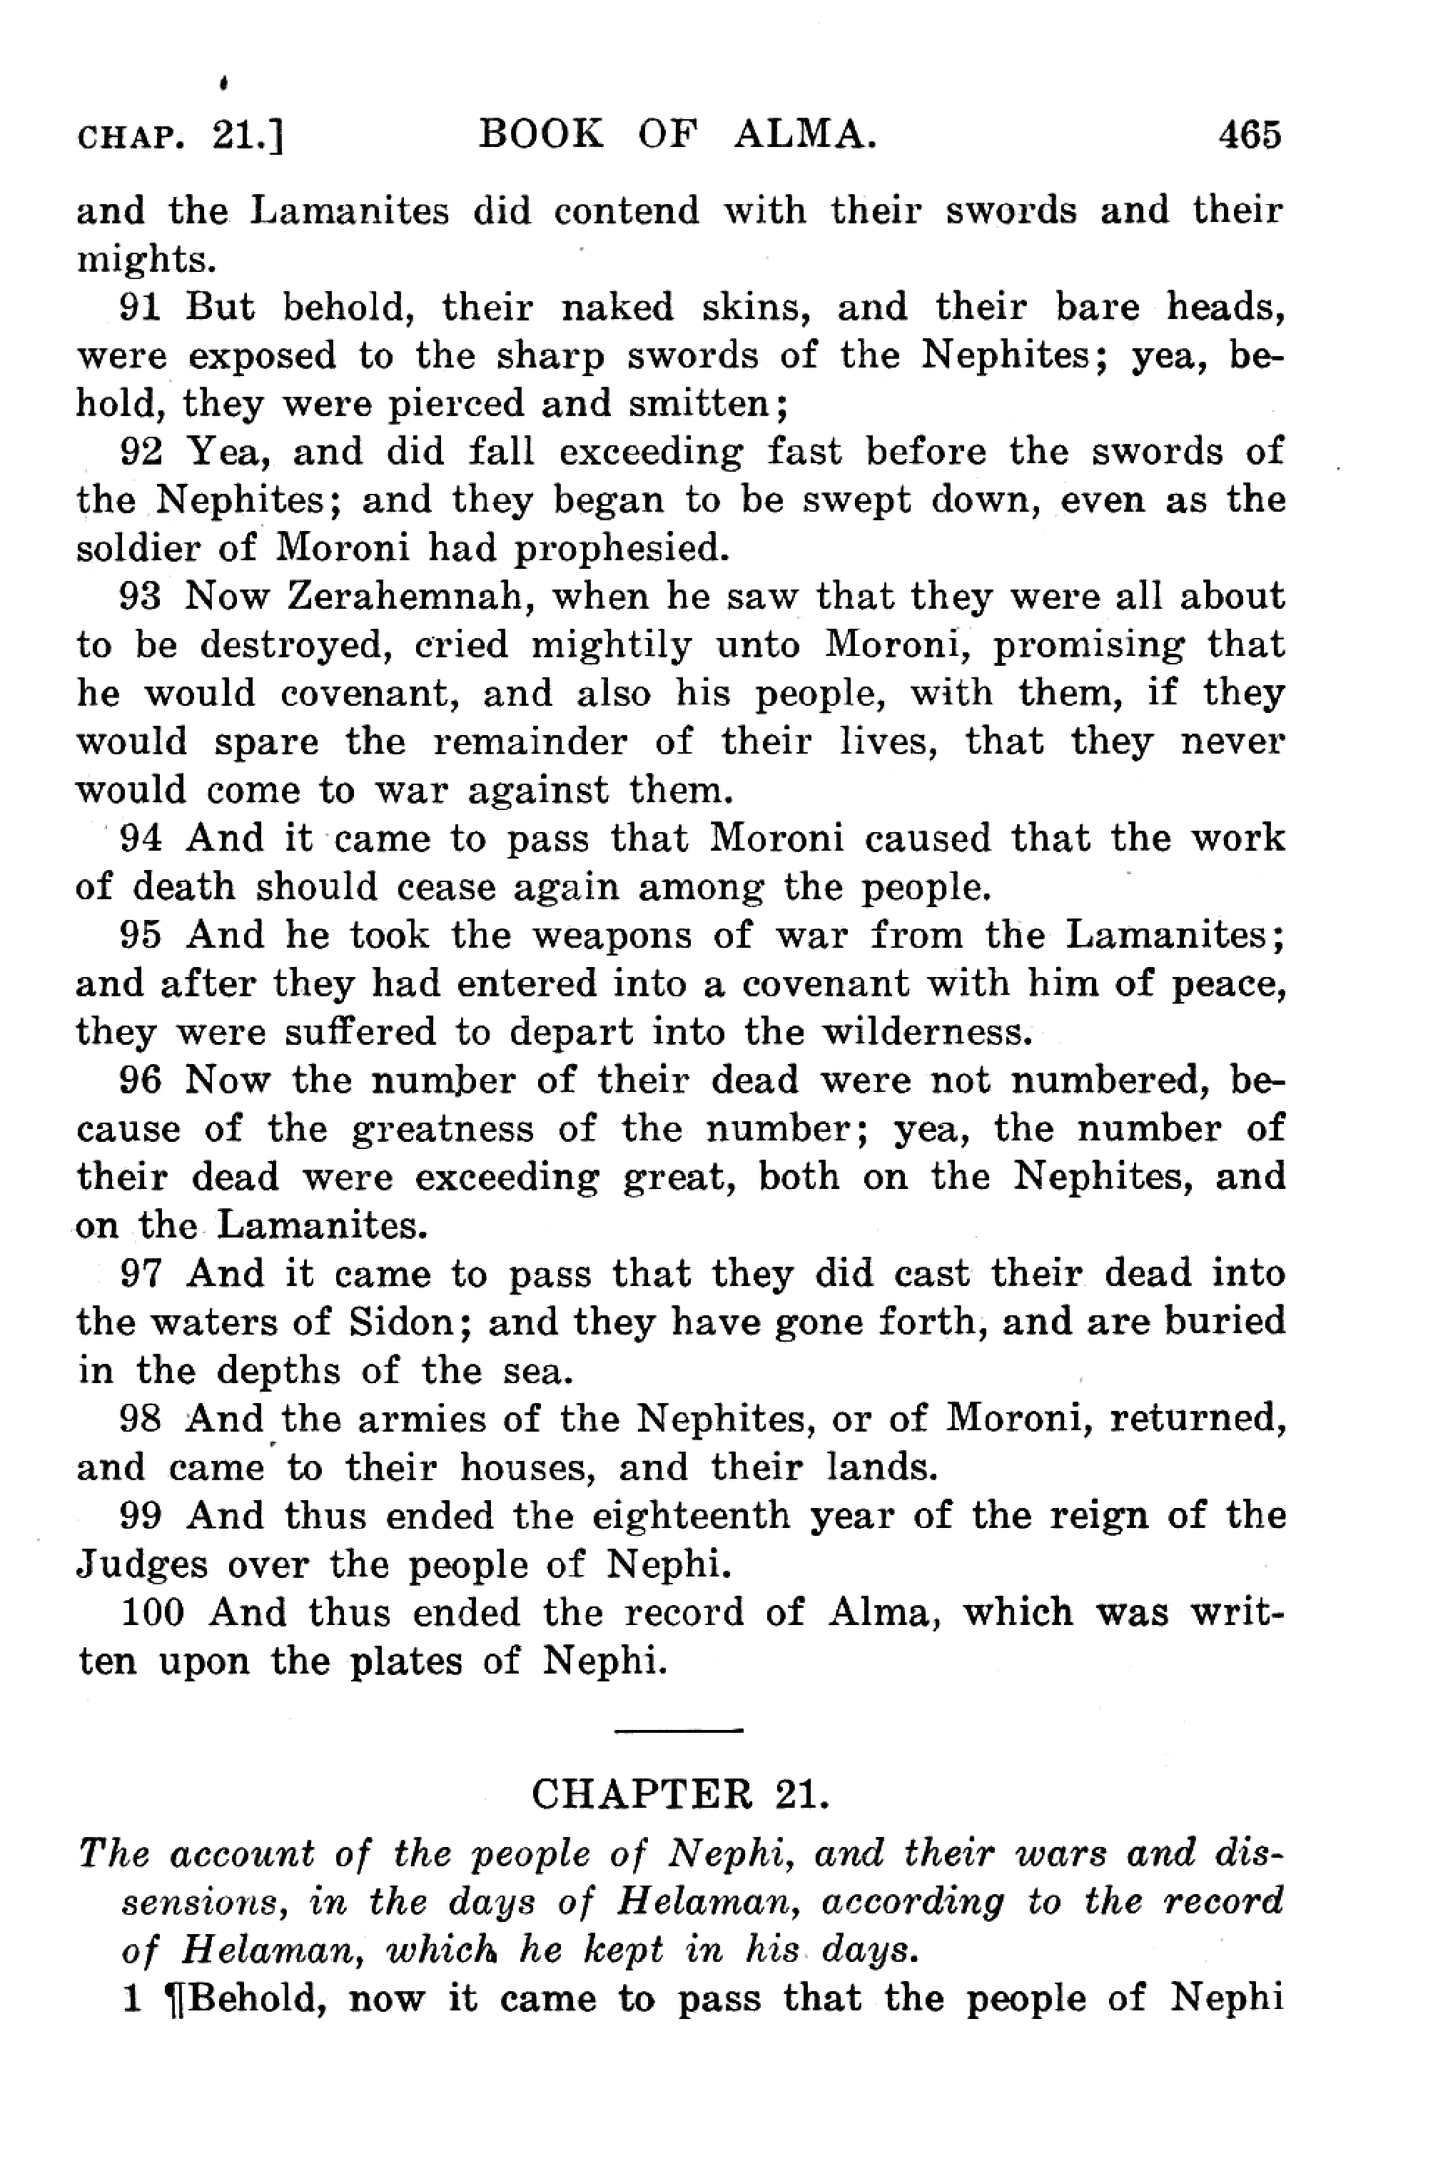 CHAP. 21.] BOOK OF ALMA. 465
and the Lamanites did contend with their swords and their
mights.
91 But behold, their naked skins, and their bare heads,
were exposed to the sharp swords of the Nephites; yea, be-
hold, they were pierced and smitten;
92 Yea, and did fall exceeding fast before the swords of
the Nephites; and they began to be swept down, even as the
soldier of Moroni had prophesied.
93 Now Zerahemnah, when he saw that they were all about
to be destroyed, cried mightily unto Moroni, promising that
he would covenant, and also his people, with them, if they
would spare the remainder of their lives, that they never
would come to war against them.
94 And it came to pass that Moroni caused that the work
of death should cease again among the people.
95 And he took the weapons of war from the Lamanites;
and after they had entered into a covenant with him of peace,
they were suffered to depart into the wilderness.
96 Now the number of their dead were not numbered, be-
cause of the greatness of the number; yea, the number of
their dead were exceeding great, both on the Nephites, and
on the Lamanites.
97 And it came to pass that they did cast their dead into
the waters of Sidon; and they have gone forth, and are buried
in the depths of the sea.
98 And the armies of the Nephites, or of Moroni, returned,
and came to their houses, and their lands.
99 And thus ended the eighteenth year of the reign of the
Judges over the people of Nephi.
100 And thus ended the record of Alma, which was writ-
ten upon the plates of Nephi.
CHAPTER 21.
The account of the people of Nephi, and their wars and dis-
sensions, in the days of Helaman, according to the record
of Helaman, which he kept in his days.
1 ¶Behold, now it came to pass that the people of Nephi